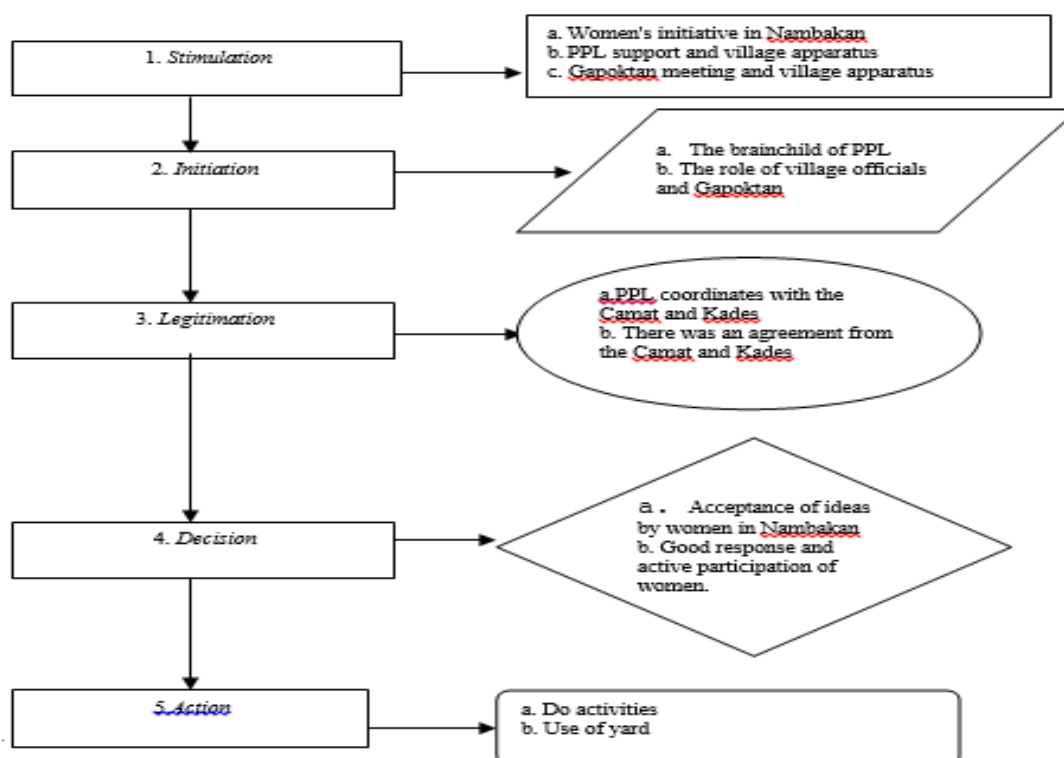 1. Stimulation
a. Women's initiative in Nambakan
b. PPL support and village apparatus
c. Gapoktan meeting and village apparatus
2. Initiation
a. The brainchild of PPL
b. The role of village officials
and Gapoktan
3. Legitimation
a.PPL coordinates with the
Camat and Kades
b. There was an agreement from
the Camat and Kades
4. Decision
a. Acceptance of ideas
by women in Nambakan
b. Good response and
active participation of
women.
5.Action
a. Do activities
b. Use of yard